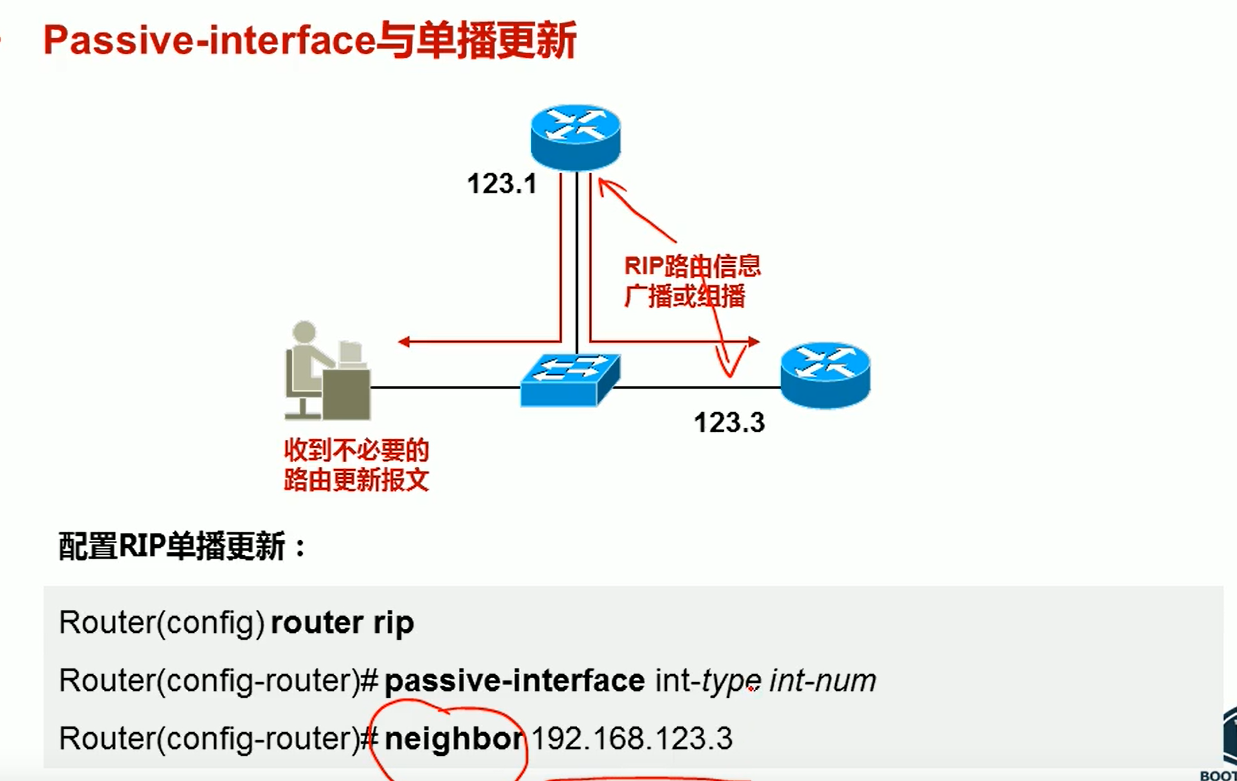 Passive-interface与单播更新
123.1
RIP路由信息
广播或组播
123.3
收到不必要的
路由更新报文
配置RIP单播更新：
Router(config) router rip
Router(config-router)# passive-interface int-type int-num
Router(config-router)# neighbor 192.168.123.3
BOOT